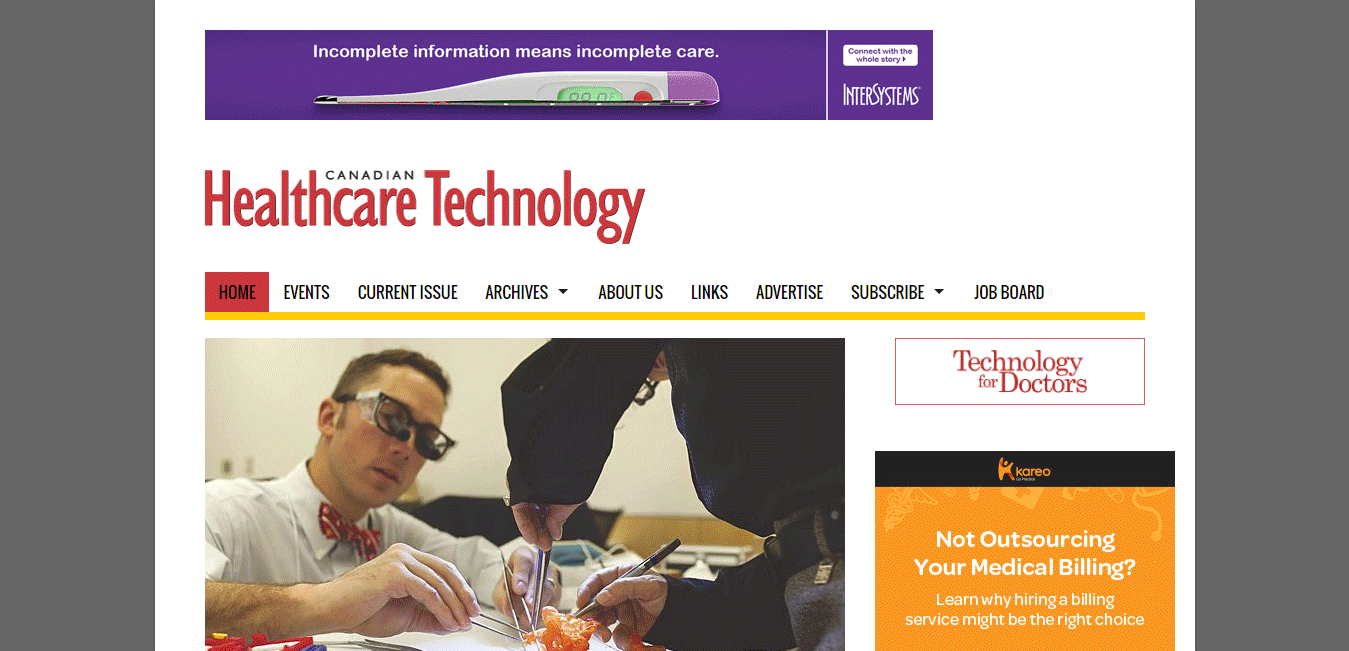 Incomplete information means incomplete care.
Connect with the
whole story
INTERSYSTEMS
CANADIAN
Healthcare Technology
HOME
EVENTS
CURRENT ISSUE
ARCHIVES
ABOUT US
LINKS
ADVERTISE
SUBSCRIBE
JOB BOARD
Technology
for Doctors
kareo
Go Practice
Not Outsourcing
Your Medical Billing?
Learn why hiring a billing
service might be the right choice